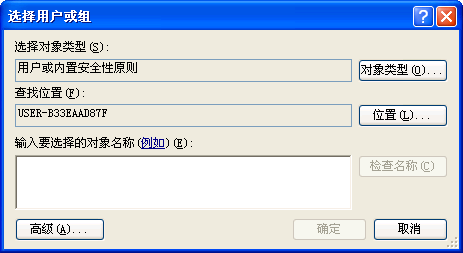 选择用户或组
选择对象类型(S):
用户或内置安全性原则
对象类型(O)...
查找位置(F):
USER-B33EAAD87F
位置(L)...
输入要选择的对象名称(例如)(E):
检查名称(C)
高级(A)...
确定
取消